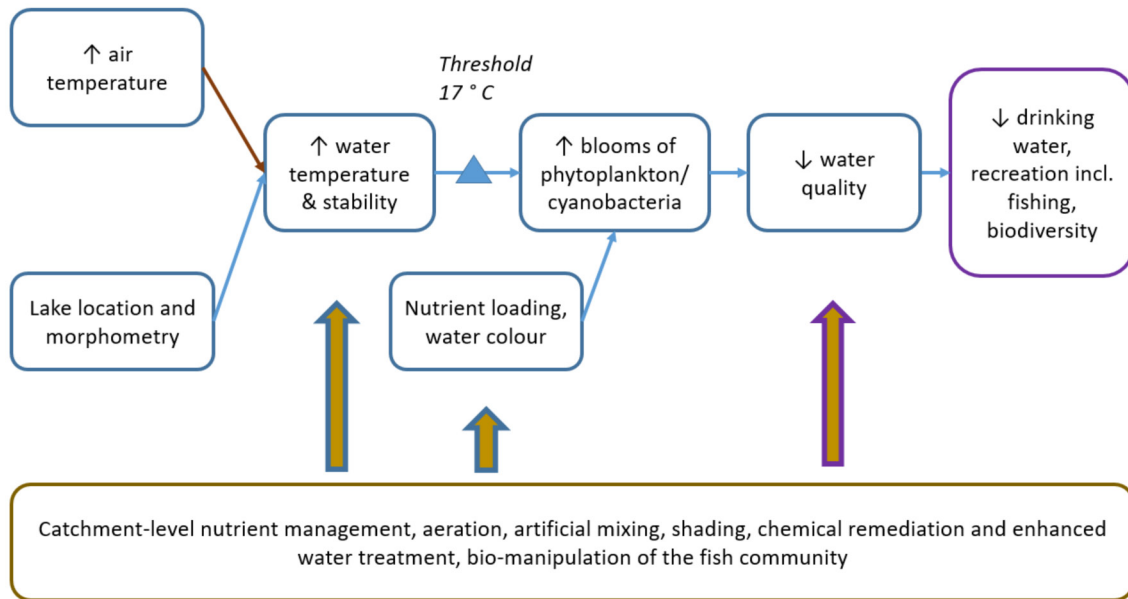 ↑ air
temperature
Threshold
17 ° C
↑ water
temperature
& stability
↑ blooms of
phytoplankton/
cyanobacteria
↓ water
quality
↓ drinking
water,
recreation incl.
fishing,
biodiversity
Lake location and
morphometry
Nutrient loading,
water colour
Catchment-level nutrient management, aeration, artificial mixing, shading, chemical remediation and enhanced
water treatment, bio-manipulation of the fish community